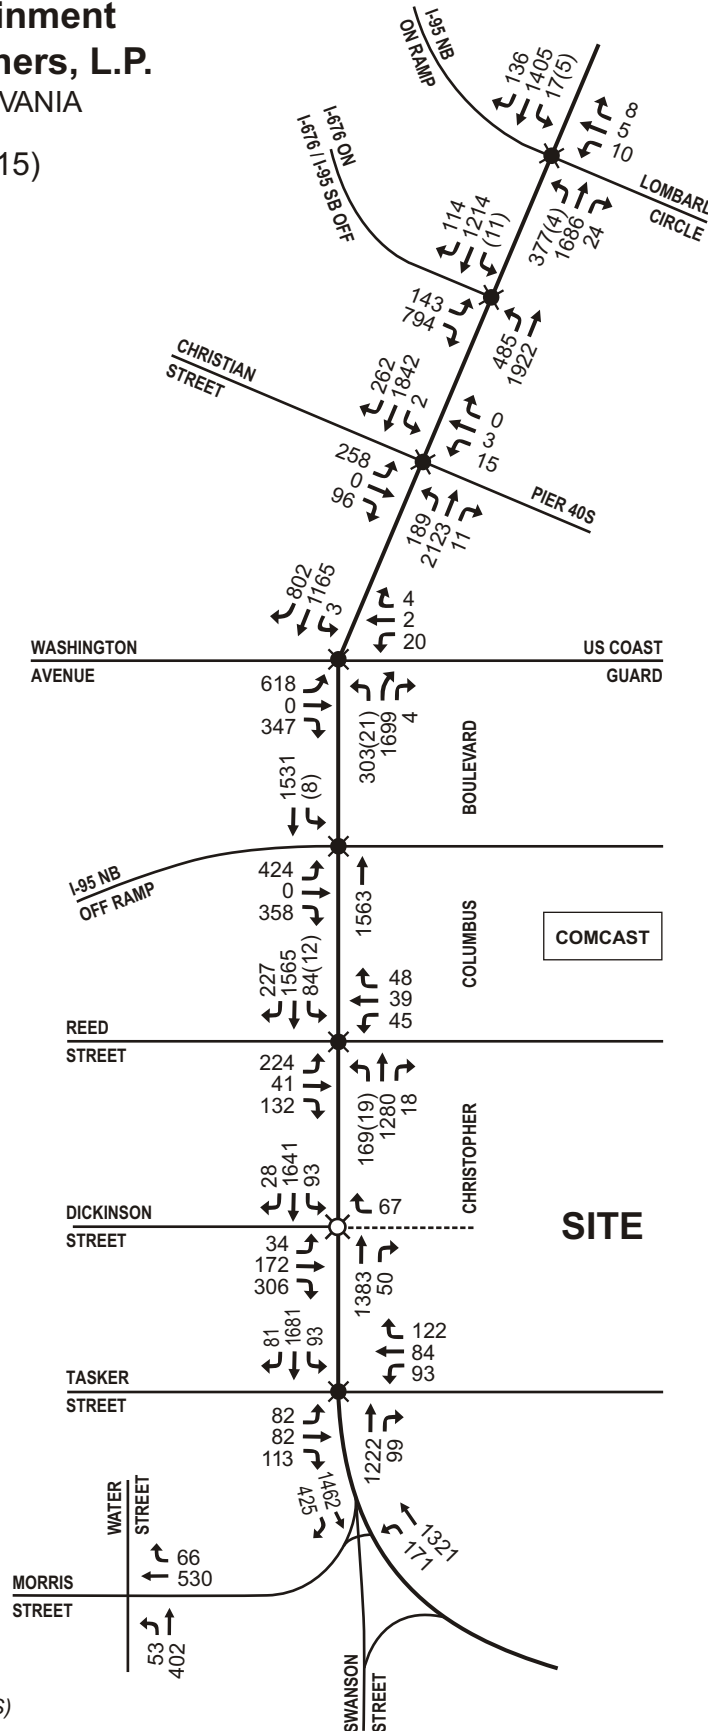 inment
ners, L.P.
VANIA
15)
I-95 NB
ON RAMP
136
1405
17(5)
8
5
10
LOMBARD
CIRCLE
377(4)
1686
24
I-676 ON
I-676 / I-95 SB OFF
114
1214
(11)
143
794
485
1922
CHRISTIAN
STREET
262
1842
2
0
3
15
258
0
96
PIER 40S
189
2123
11
802
1165
3
4
2
20
WASHINGTON
AVENUE
US COAST
GUARD
618
0
347
303(21)
1699
4
BOULEVARD
1531
(8)
I-95 NB
OFF RAMP
424
0
358
1563
COLUMBUS
COMCAST
227
1565
84(12)
48
39
45
REED
STREET
224
41
132
169(19)
1280
18
CHRISTOPHER
28
1641
93
67
DICKINSON
STREET
SITE
34
172
306
1383
50
81
1681
93
122
84
93
TASKER
STREET
82
82
113
1222
99
425
1462
1321
171
WATER
STREET
66
530
MORRIS
STREET
53
402
SWANSON
STREET
S)